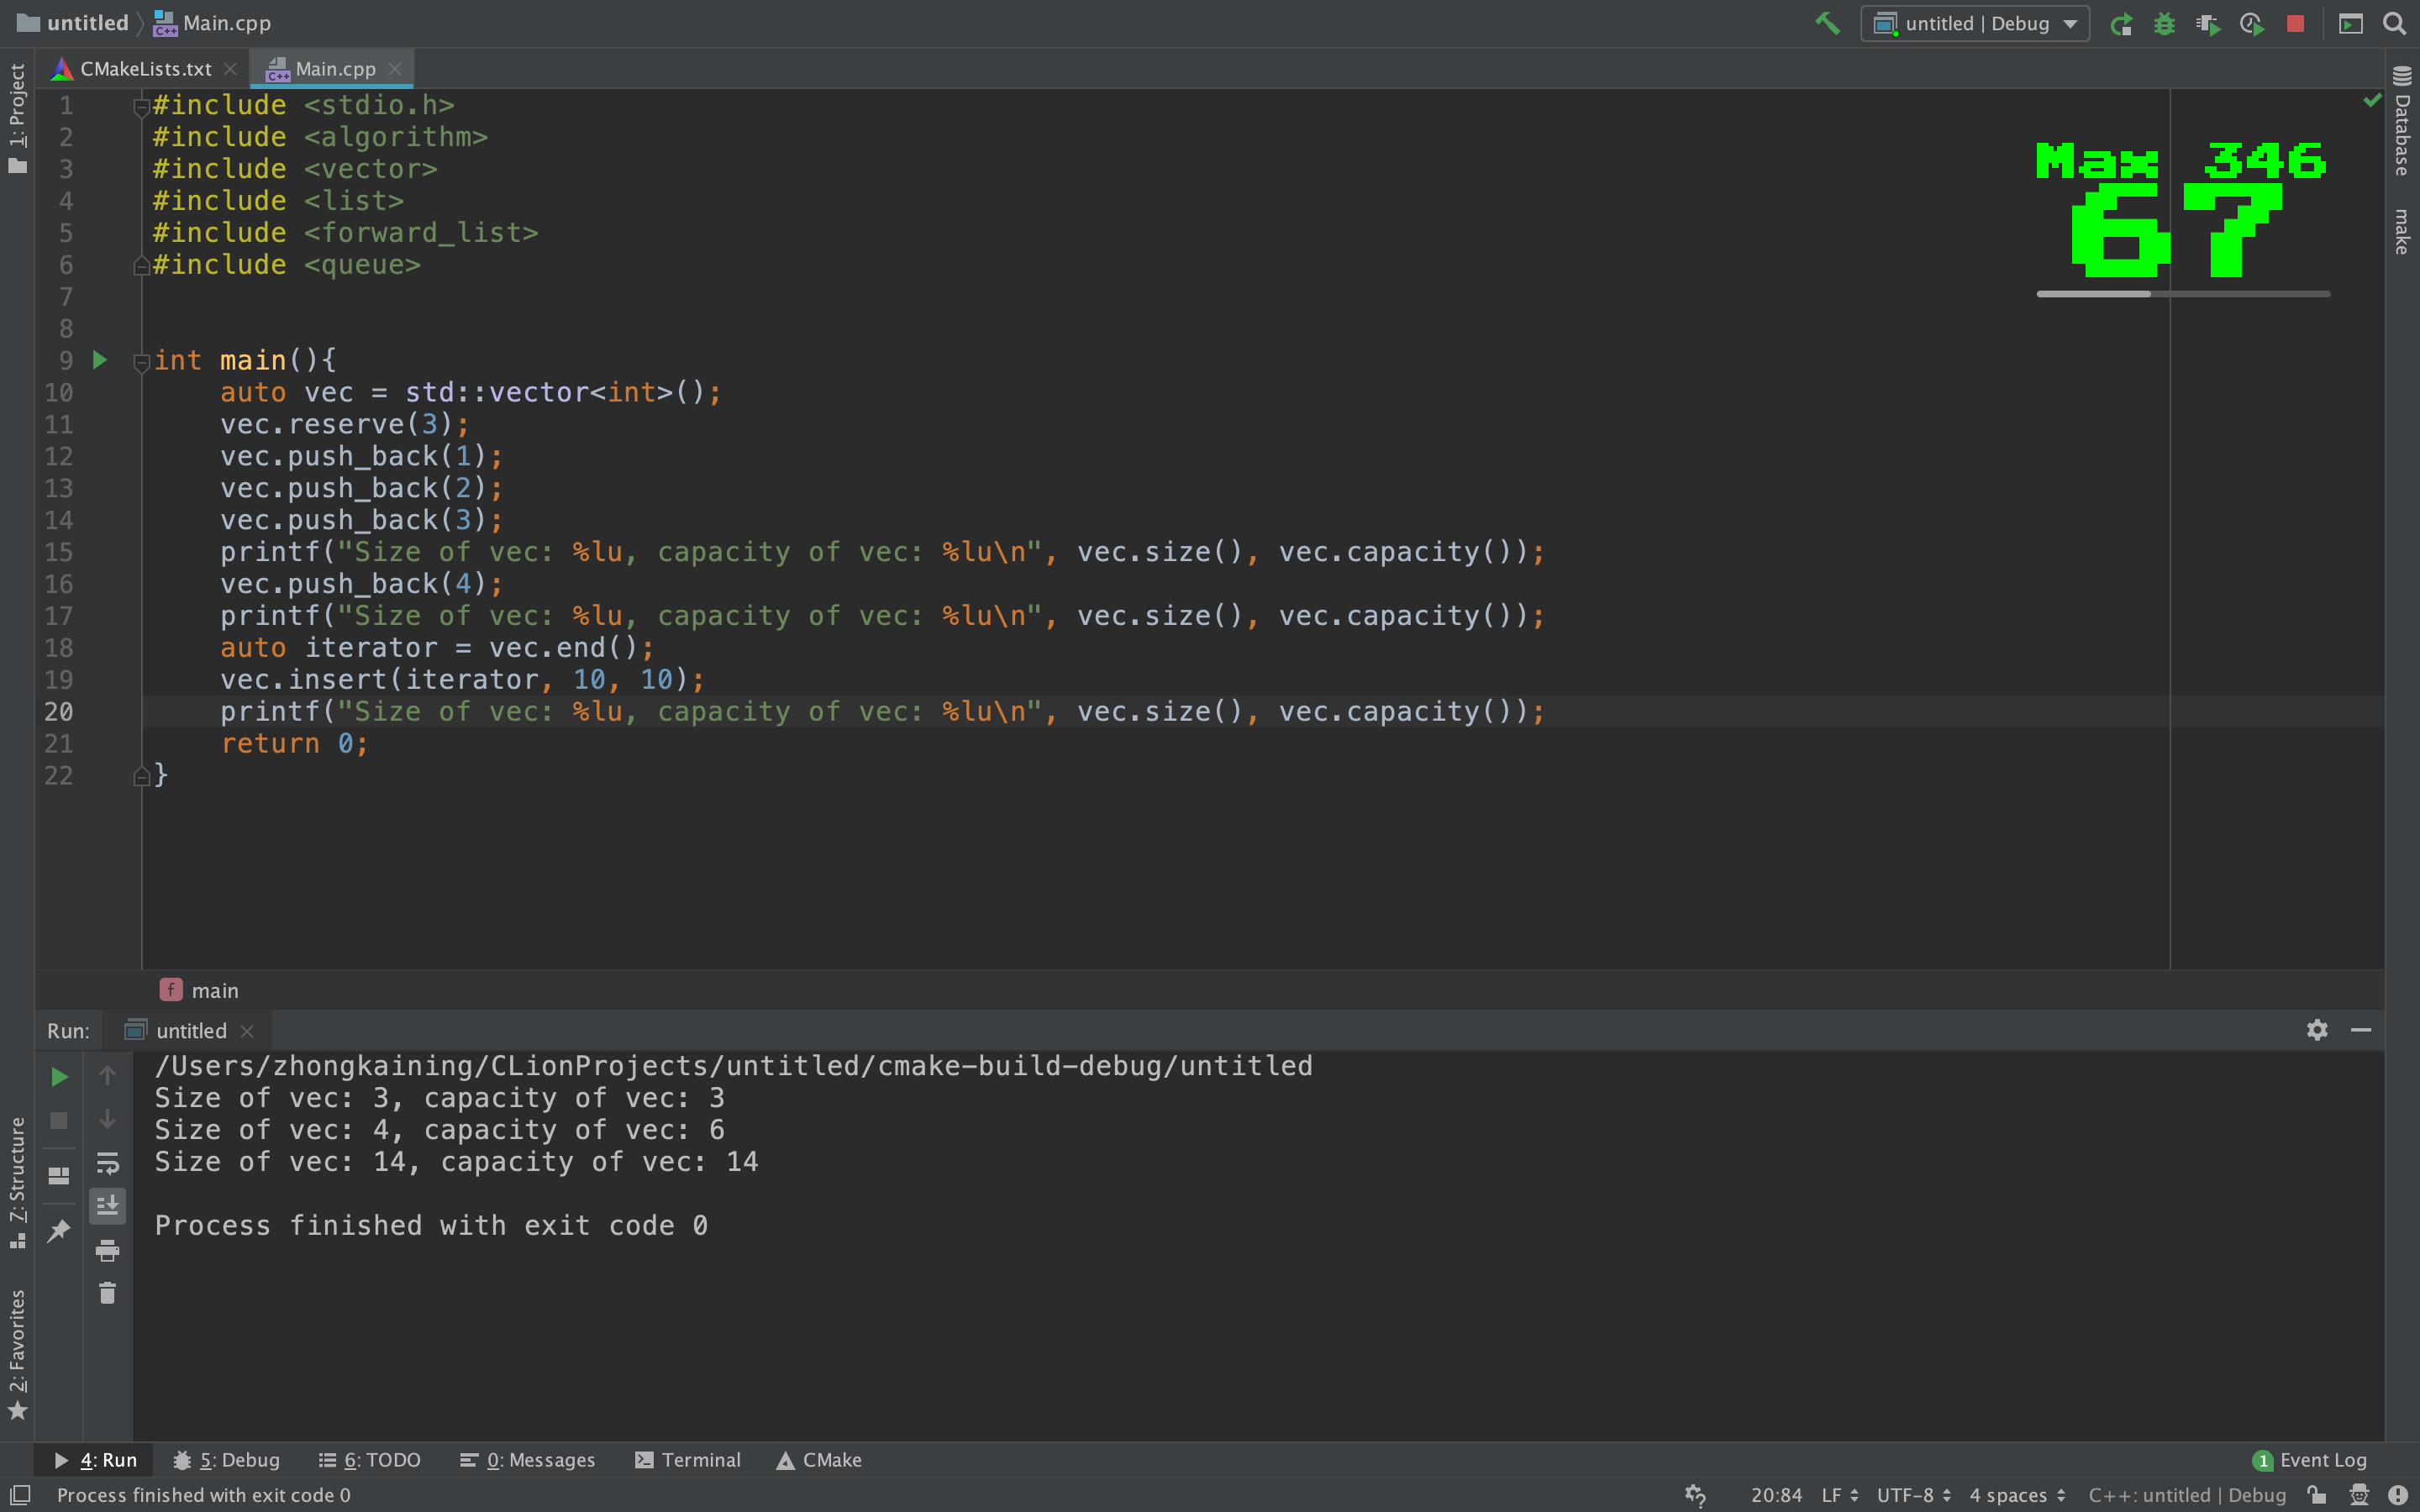 untitled Main.cpp untitled | Debug
CMakeLists.txt Main.cpp
1: Project
Database
make
Max 346
67
1 #include <stdio.h>
2 #include <algorithm>
3 #include <vector>
4 #include <list>
5 #include <forward_list>
6 #include <queue>
7
8
9 int main(){
10     auto vec = std::vector<int>();
11     vec.reserve(3);
12     vec.push_back(1);
13     vec.push_back(2);
14     vec.push_back(3);
15     printf("Size of vec: %lu, capacity of vec: %lu\n", vec.size(), vec.capacity());
16     vec.push_back(4);
17     printf("Size of vec: %lu, capacity of vec: %lu\n", vec.size(), vec.capacity());
18     auto iterator = vec.end();
19     vec.insert(iterator, 10, 10);
20     printf("Size of vec: %lu, capacity of vec: %lu\n", vec.size(), vec.capacity());
21     return 0;
22 }
f main
Run: untitled
/Users/zhongkaining/CLionProjects/untitled/cmake-build-debug/untitled
Size of vec: 3, capacity of vec: 3
Size of vec: 4, capacity of vec: 6
Size of vec: 14, capacity of vec: 14
Process finished with exit code 0
7: Structure
2: Favorites
4: Run 5: Debug 6: TODO 0: Messages Terminal CMake 1 Event Log
Process finished with exit code 0 20:84 LF UTF-8 4 spaces C++: untitled | Debug